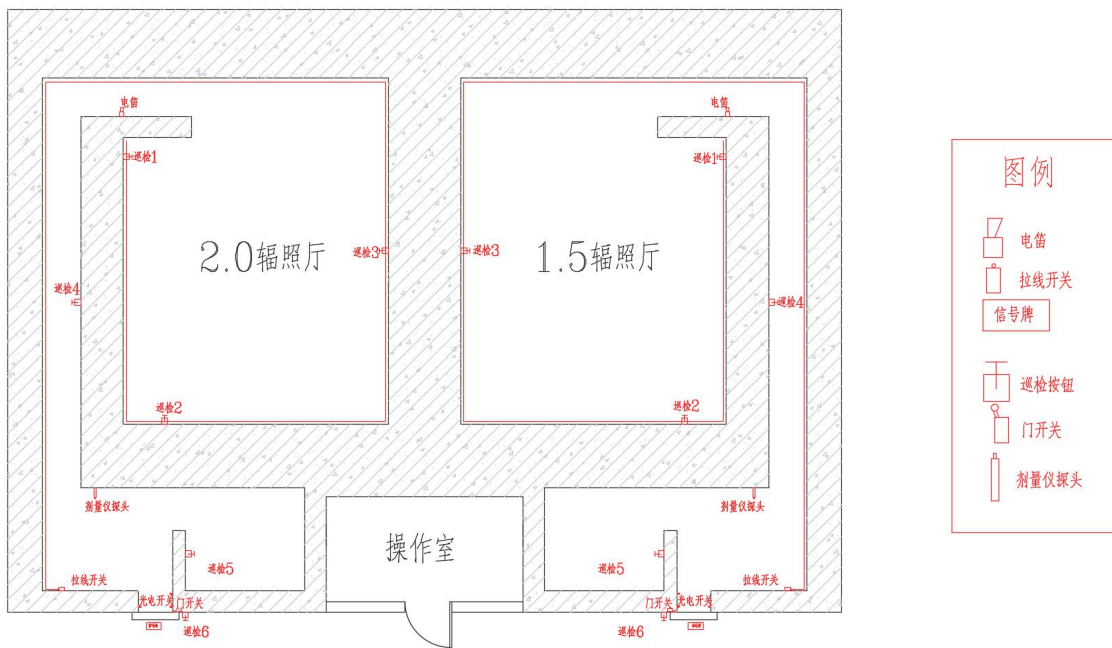 电笛
电笛
巡检1
巡检1
2.0辐照厅
巡检3
巡检3
1.5辐照厅
巡检4
巡检4
巡检2
巡检2
剂量仪探头
剂量仪探头
操作室
巡检5
巡检5
拉线开关
拉线开关
光电开关
门开关
门开关
光电开关
巡检6
巡检6
图例
电笛
拉线开关
信号牌
巡检按钮
门开关
剂量仪探头